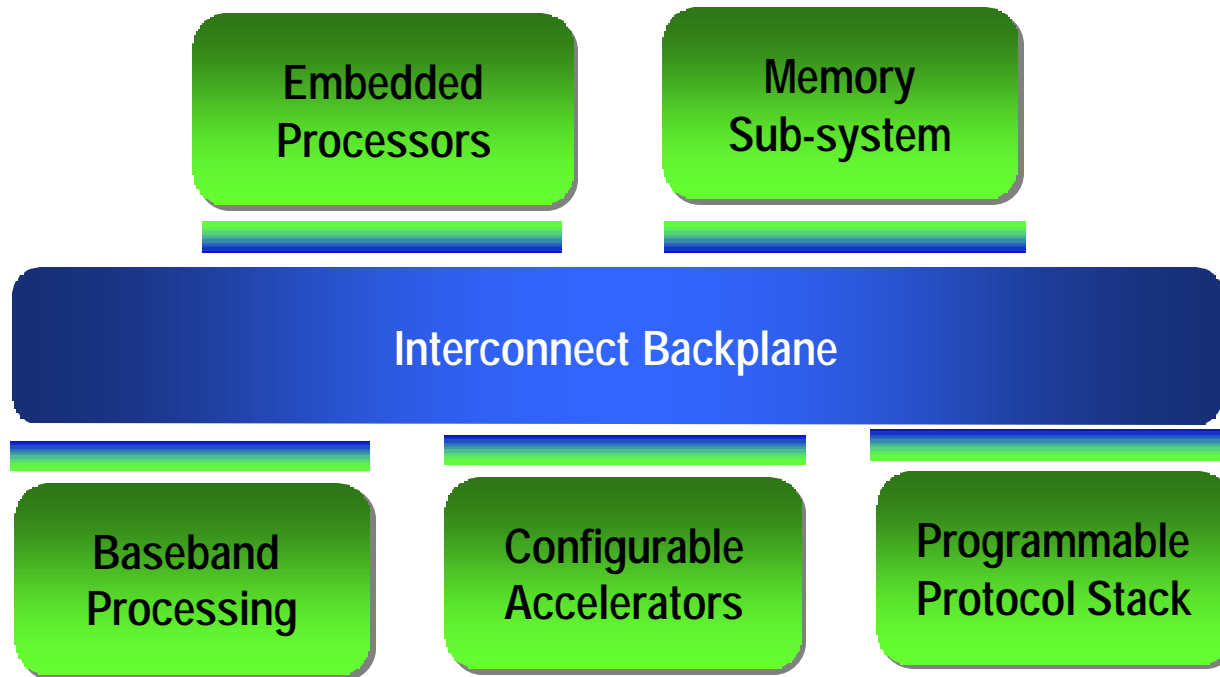 Embedded
Processors
Memory
Sub-system
Interconnect Backplane
Baseband
Processing
Configurable
Accelerators
Programmable
Protocol Stack